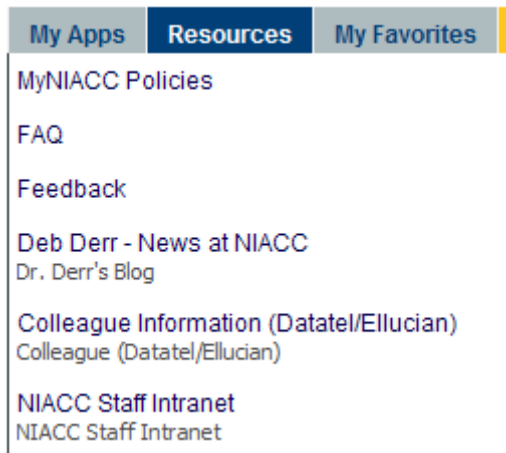 My Apps Resources My Favorites
MyNIACC Policies
FAQ
Feedback
Deb Derr - News at NIACC
Dr. Derr's Blog
Colleague Information (Datatel/Ellucian)
Colleague (Datatel/Ellucian)
NIACC Staff Intranet
NIACC Staff Intranet